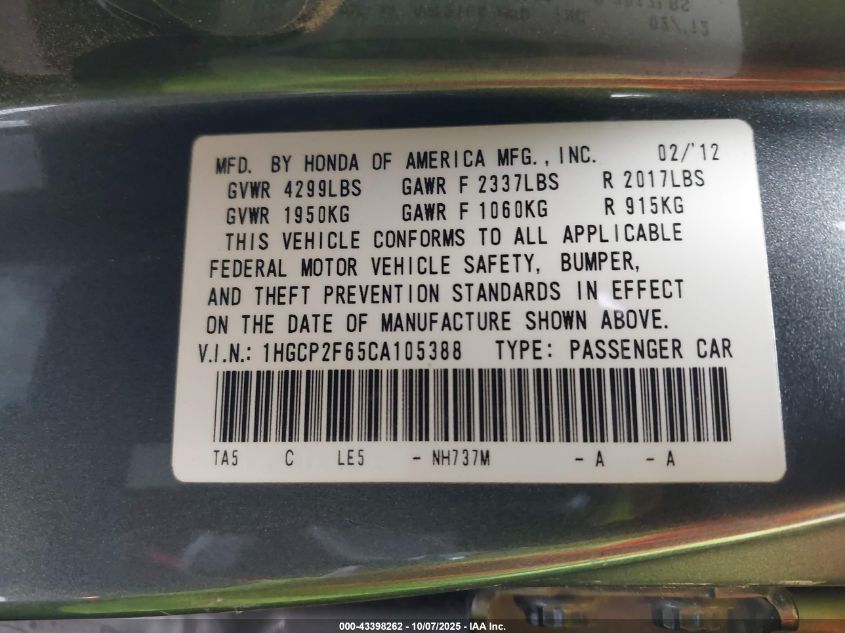 MFD. BY HONDA OF AMERICA MFG., INC. 02/'12
GVWR 4299LBS GAWR F 2337LBS R 2017LBS
GVWR 1950KG GAWR F 1060KG R 915KG
THIS VEHICLE CONFORMS TO ALL APPLICABLE
FEDERAL MOTOR VEHICLE SAFETY, BUMPER,
AND THEFT PREVENTION STANDARDS IN EFFECT
ON THE DATE OF MANUFACTURE SHOWN ABOVE.
V.I.N.: 1HGCP2F65CA105388 TYPE: PASSENGER CAR
TA5 C LE5 - NH737M - A - A
000-43398262 - 10/07/2025 - IAA Inc.